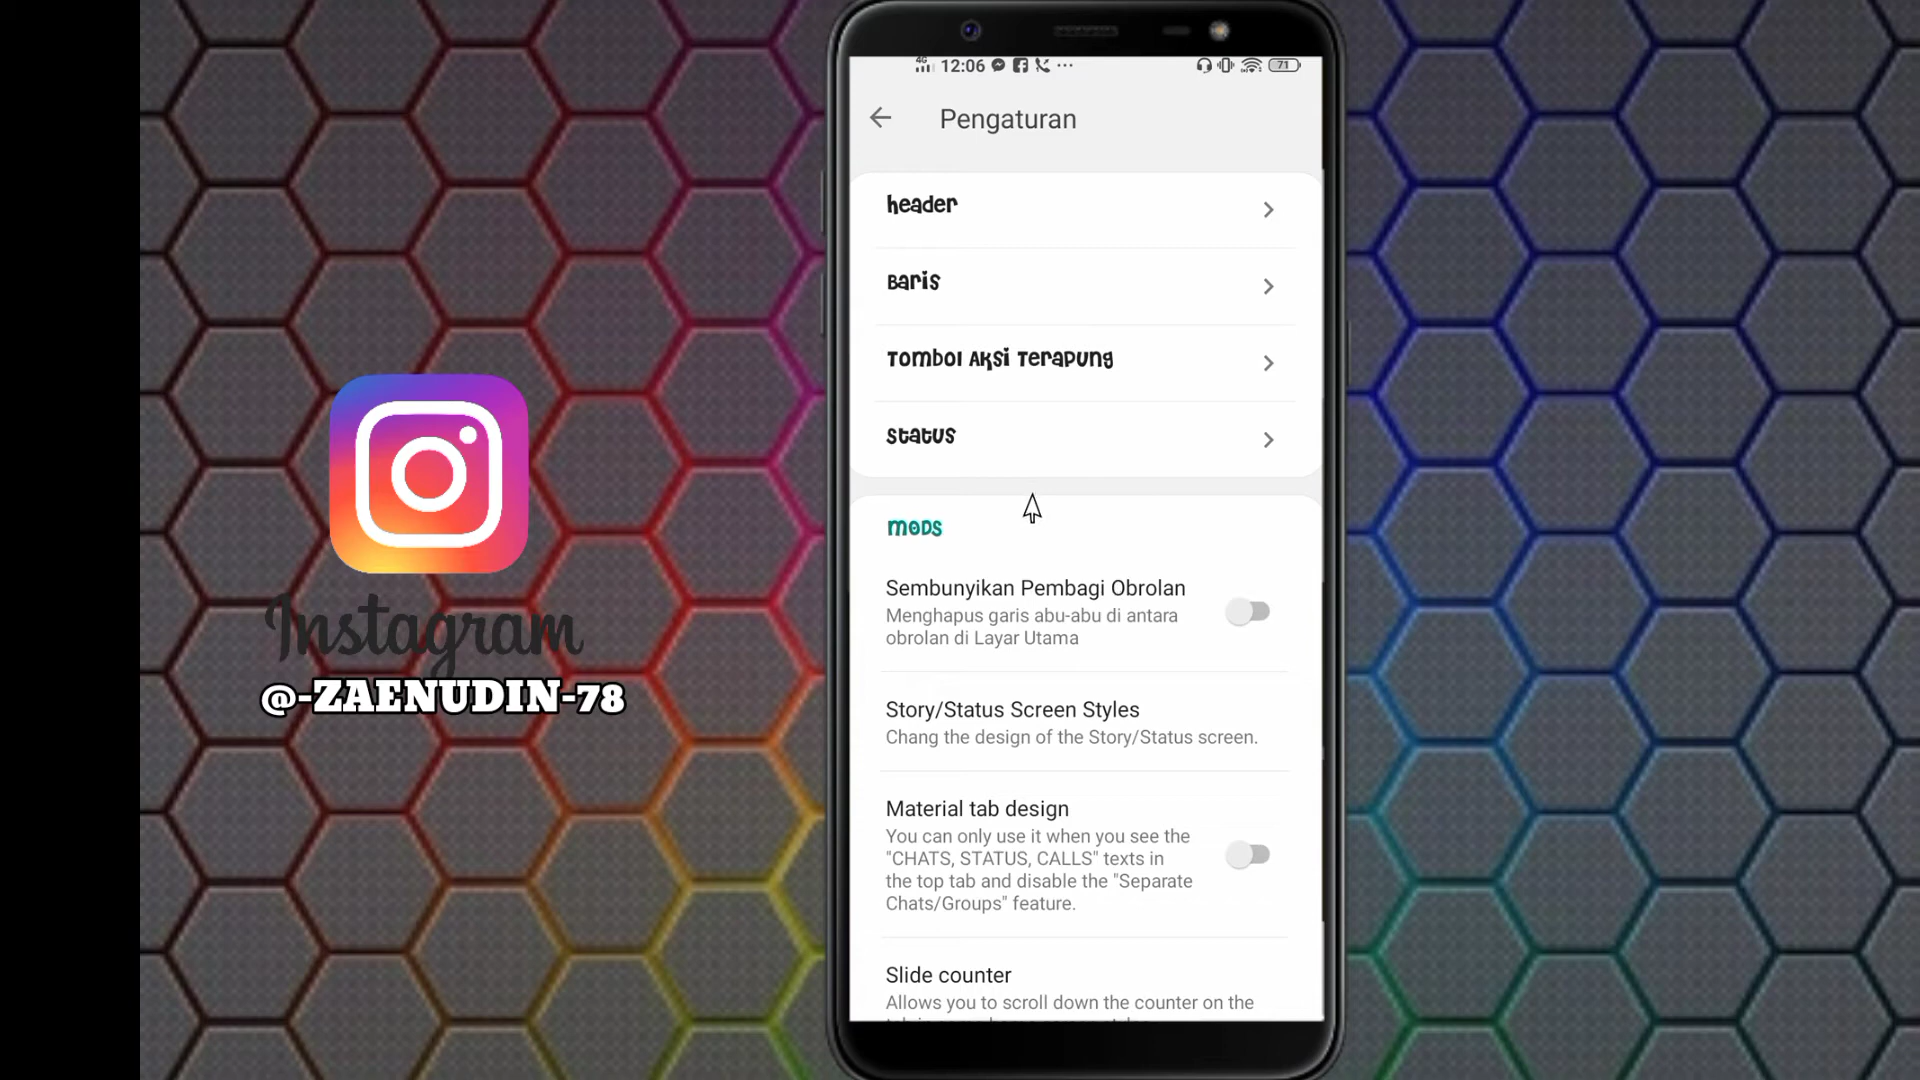 4G 12:06 71
Pengaturan
header
Baris
Tombol Aksi Terapung
Status
MODS
Sembunyikan Pembagi Obrolan
Menghapus garis abu-abu di antara
obrolan di Layar Utama
Story/Status Screen Styles
Chang the design of the Story/Status screen.
Material tab design
You can only use it when you see the
"CHATS, STATUS, CALLS" texts in
the top tab and disable the "Separate
Chats/Groups" feature.
Slide counter
Allows you to scroll down the counter on the
Instagram
@-ZAENUDIN-78